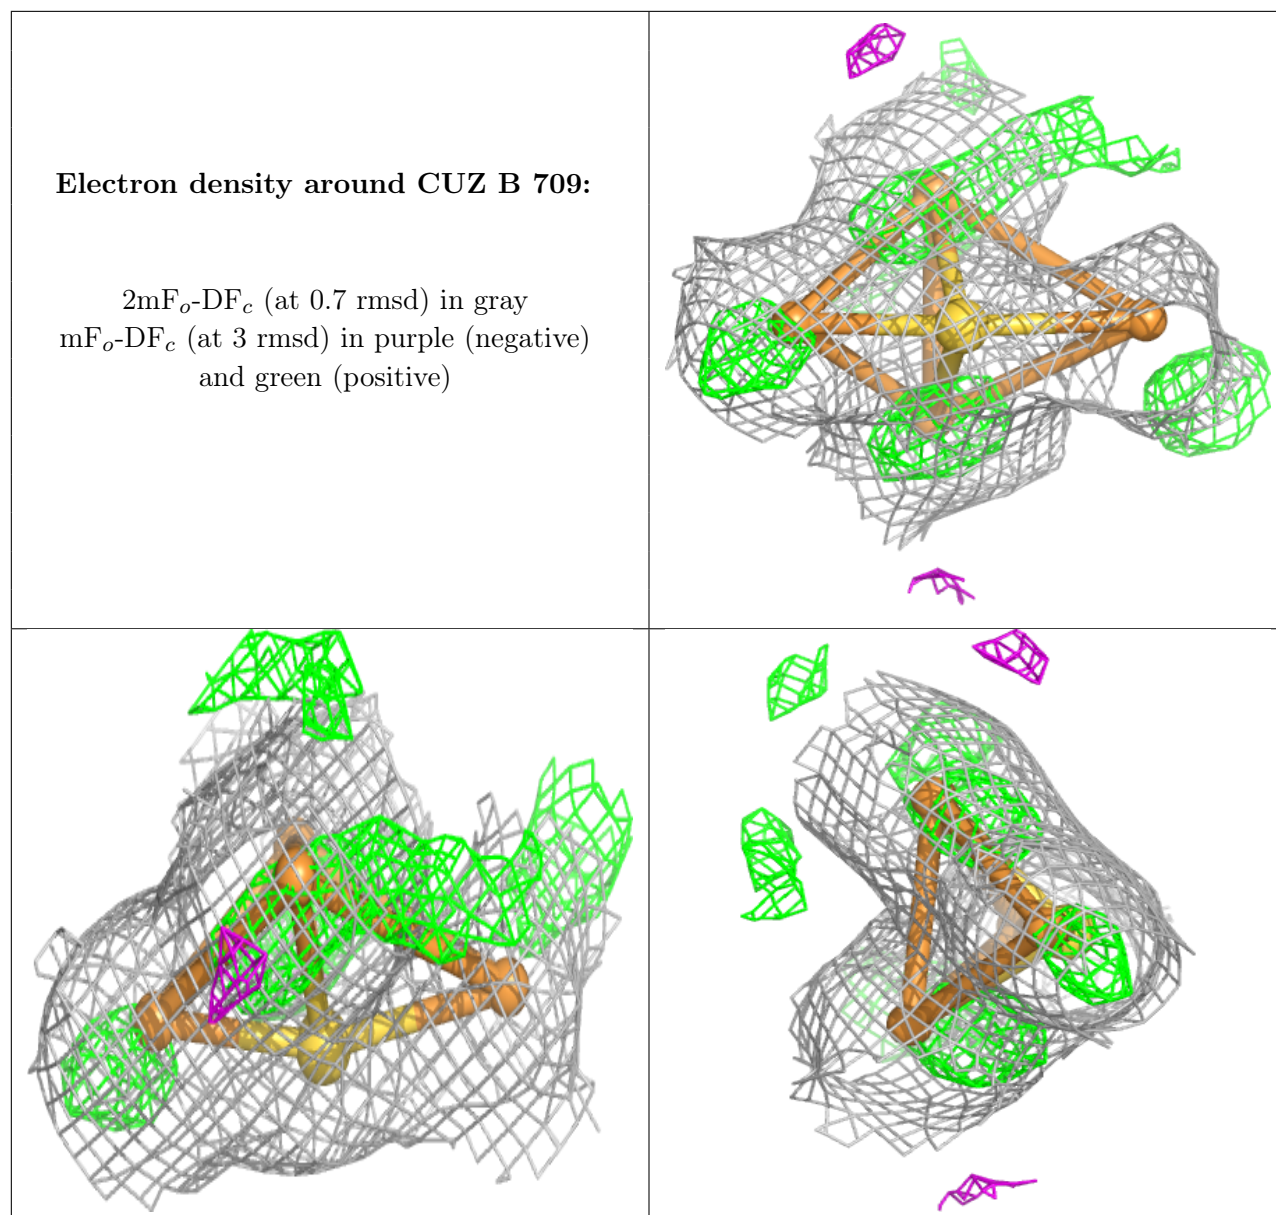 Electron density around CUZ B 709:
2mFo-DFc (at 0.7 rmsd) in gray
mFo-DFc (at 3 rmsd) in purple (negative)
and green (positive)